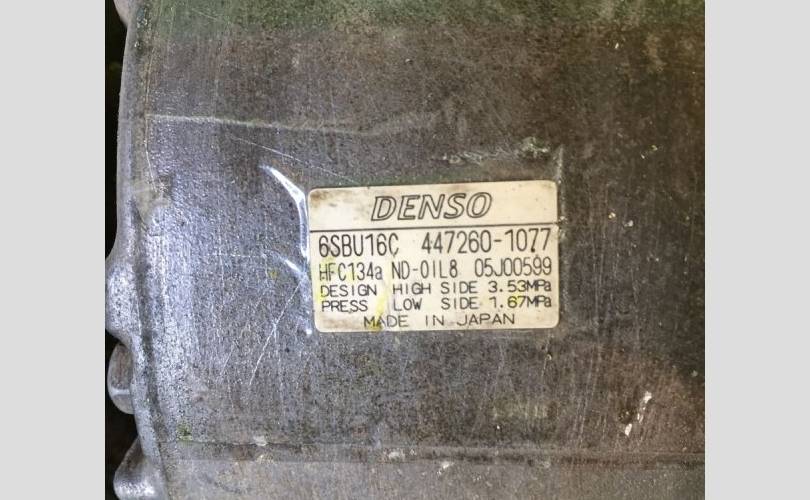 DENSO
6SBU16C 447260-1077
HFC134a ND-OIL8 05J00599
DESIGN HIGH SIDE 3.53MPa
PRESS LOW SIDE 1.67MPa
MADE IN JAPAN